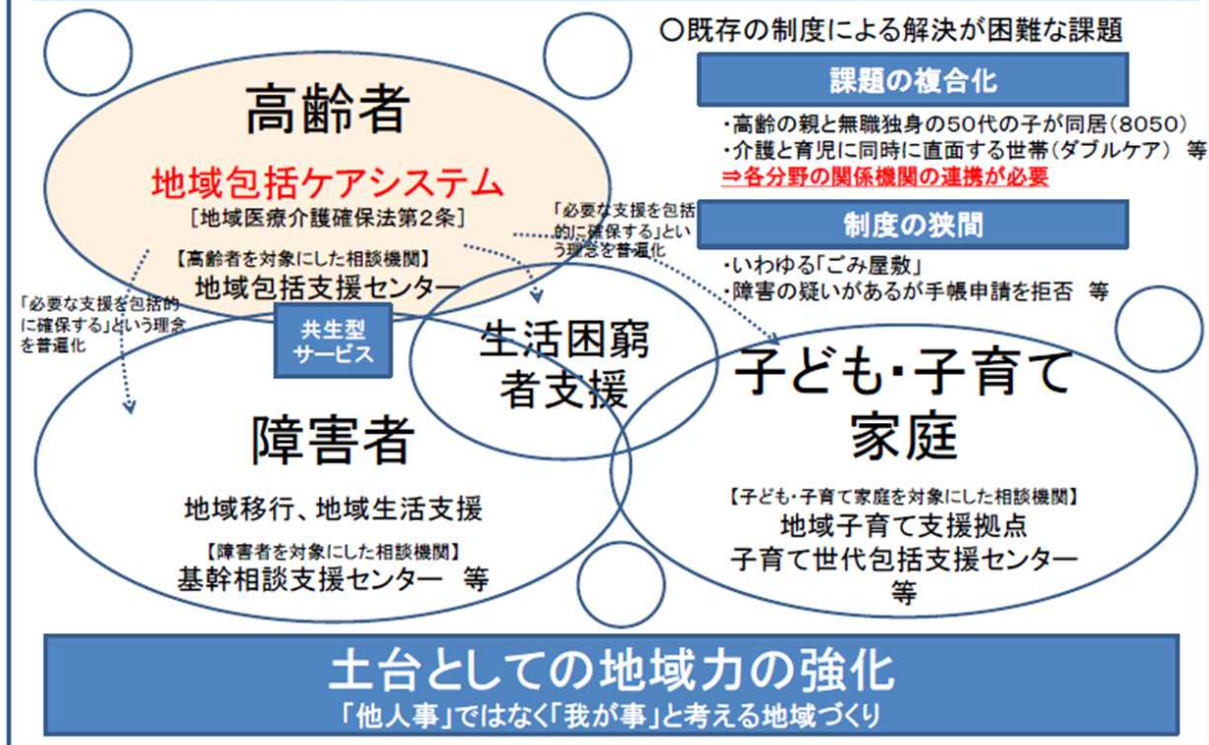 〇既存の制度による解決が困難な課題
課題の複合化
・高齢の親と無職独身の50代の子が同居(8050)
・介護と育児に同時に直面する世帯(ダブルケア) 等
⇒各分野の関係機関の連携が必要
制度の狭間
・いわゆる「ごみ屋敷」
・障害の疑いがあるが手帳申請を拒否 等
高齢者
地域包括ケアシステム
[地域医療介護確保法第2条]
【高齢者を対象にした相談機関】
地域包括支援センター
「必要な支援を包括
的に確保する」とい
う理念を普遍化
「必要な支援を包括的
に確保する」という理念
を普遍化
共生型
サービス
生活困窮
者支援
障害者
地域移行、地域生活支援
【障害者を対象にした相談機関】
基幹相談支援センター 等
子ども・子育て
家庭
【子ども・子育て家庭を対象にした相談機関】
地域子育て支援拠点
子育て世代包括支援センター
等
土台としての地域力の強化
「他人事」ではなく「我が事」と考える地域づくり